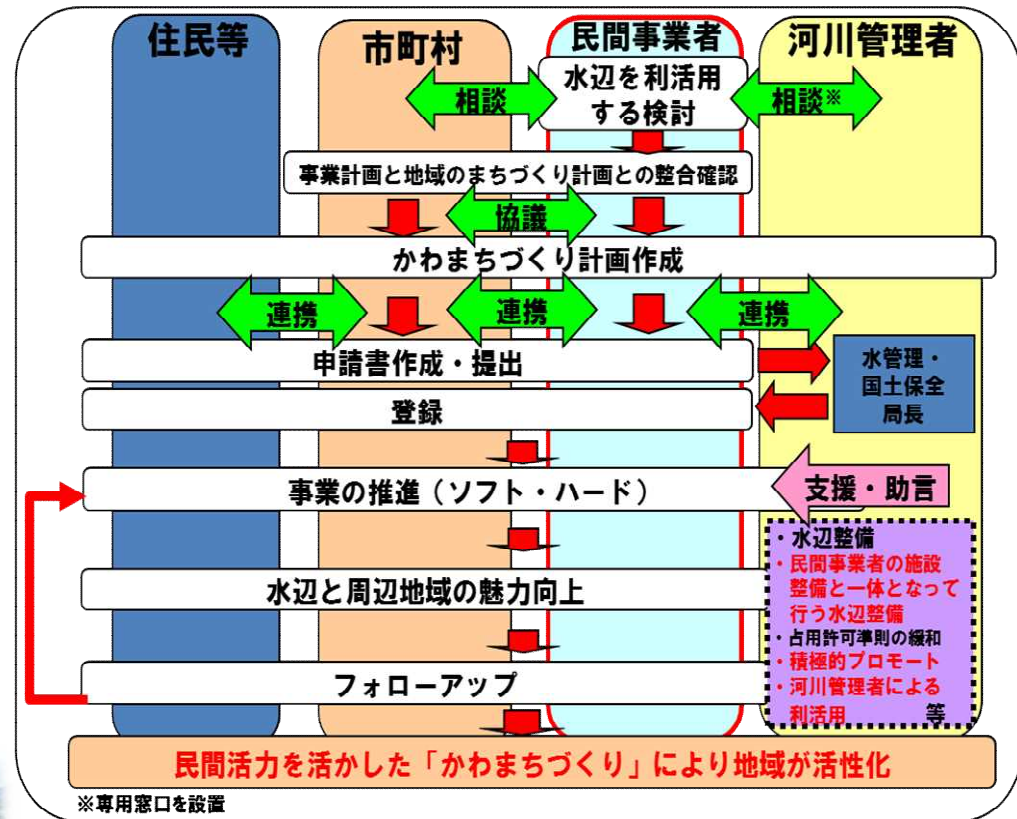 住民等
市町村
民間事業者
河川管理者
相談
水辺を利活用
する検討
相談※
事業計画と地域のまちづくり計画との整合確認
協議
かわまちづくり計画作成
連携
連携
連携
申請書作成・提出
水管理・
国土保全
局長
登録
事業の推進（ソフト・ハード）
支援・助言
・水辺整備
・民間事業者の施設
整備と一体となって
行う水辺整備
・占用許可準則の緩和
・積極的プロモート
・河川管理者による
利活用 等
水辺と周辺地域の魅力向上
フォローアップ
民間活力を活かした「かわまちづくり」により地域が活性化
※専用窓口を設置